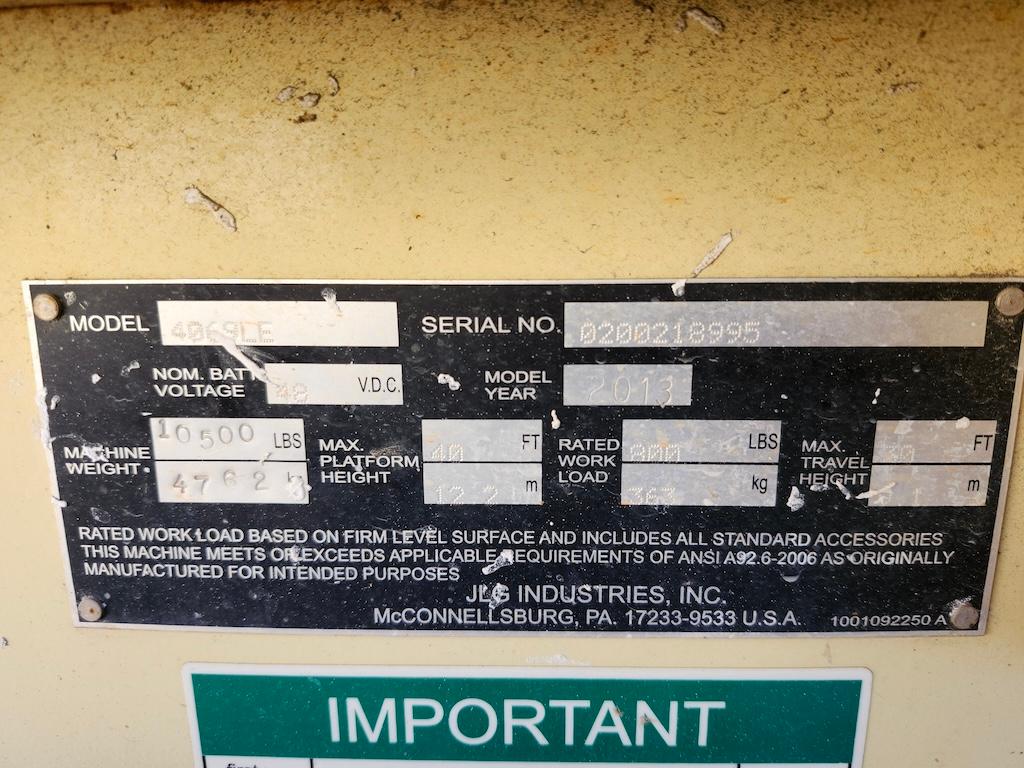 MODEL 4069LE SERIAL NO. 0200218995
NOM. BATT VOLTAGE 48 V.D.C. MODEL YEAR 2013
MACHINE WEIGHT 10500 LBS 4762 kg MAX. PLATFORM HEIGHT 40 FT 12.2 m RATED WORK LOAD 800 LBS 363 kg MAX. TRAVEL HEIGHT 30 FT m
RATED WORK LOAD BASED ON FIRM LEVEL SURFACE AND INCLUDES ALL STANDARD ACCESSORIES
THIS MACHINE MEETS OR EXCEEDS APPLICABLE REQUIREMENTS OF ANSI A92.6-2006 AS ORIGINALLY
MANUFACTURED FOR INTENDED PURPOSES
JLG INDUSTRIES, INC.
McCONNELLSBURG, PA. 17233-9533 U.S.A. 1001092250 A
IMPORTANT